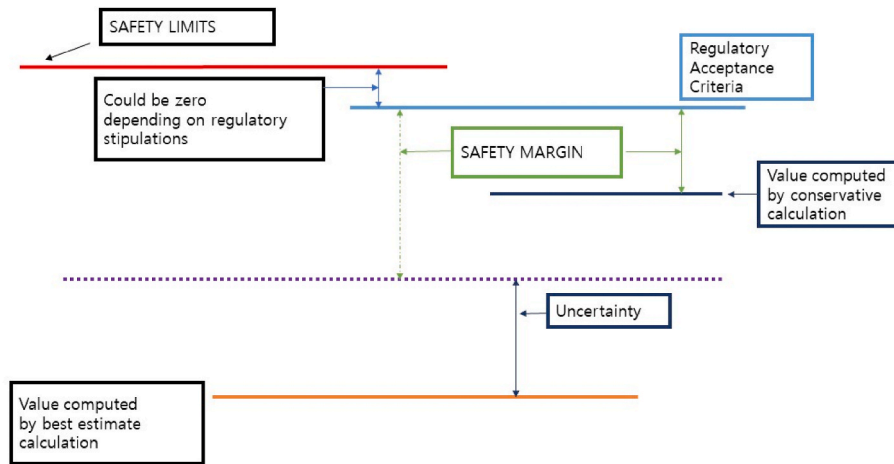 SAFETY LIMITS
Regulatory
Acceptance
Criteria
Could be zero
depending on regulatory
stipulations
SAFETY MARGIN
Value computed
by conservative
calculation
Uncertainty
Value computed
by best estimate
calculation